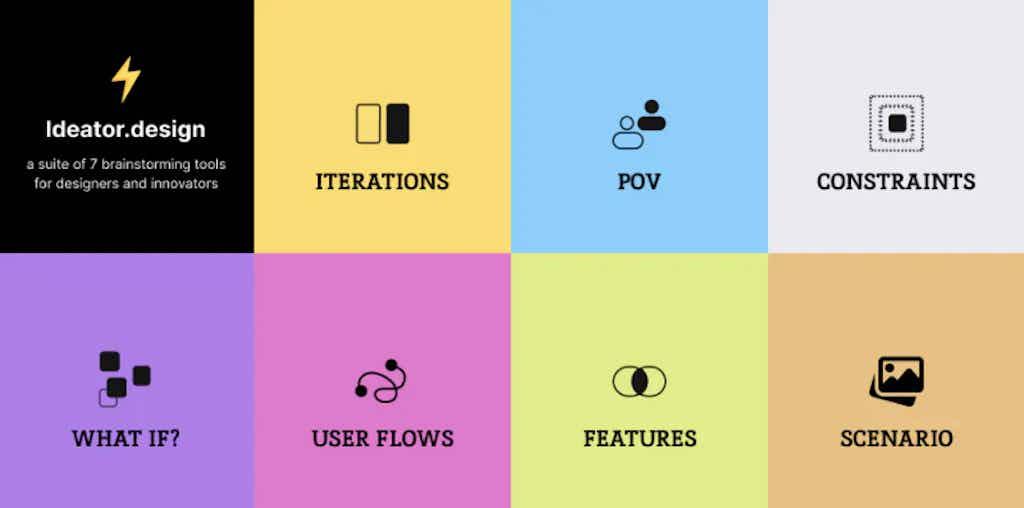 Ideator.design
a suite of 7 brainstorming tools
for designers and innovators
ITERATIONS
POV
CONSTRAINTS
WHAT IF?
USER FLOWS
FEATURES
SCENARIO